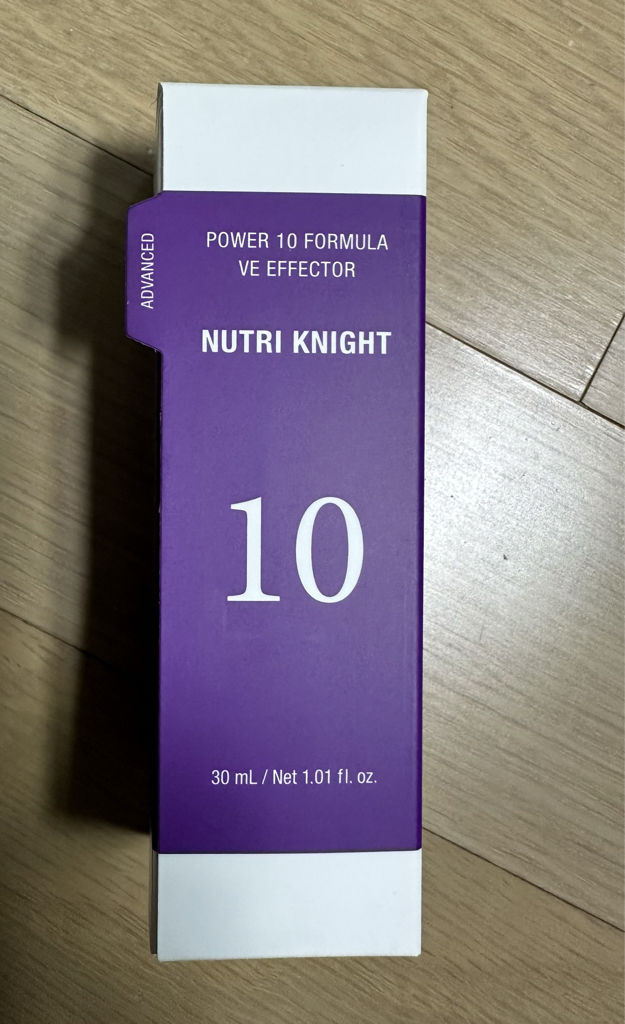 ADVANCED
POWER 10 FORMULA
VE EFFECTOR
NUTRI KNIGHT
10
30 mL / Net 1.01 fl. oz.